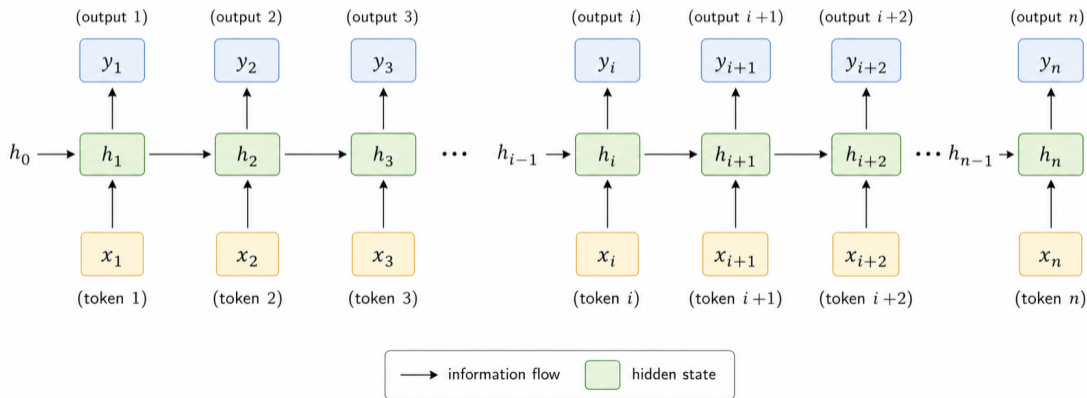 (output 1) (output 2) (output 3) (output i) (output i+1) (output i+2) (output n)
y₁ y₂ y₃ yᵢ yᵢ₊₁ yᵢ₊₂ yₙ
h₀ h₁ h₂ h₃ ··· hᵢ₋₁ hᵢ hᵢ₊₁ hᵢ₊₂ ··· hₙ₋₁ hₙ
x₁ x₂ x₃ xᵢ xᵢ₊₁ xᵢ₊₂ xₙ
(token 1) (token 2) (token 3) (token i) (token i+1) (token i+2) (token n)
information flow hidden state